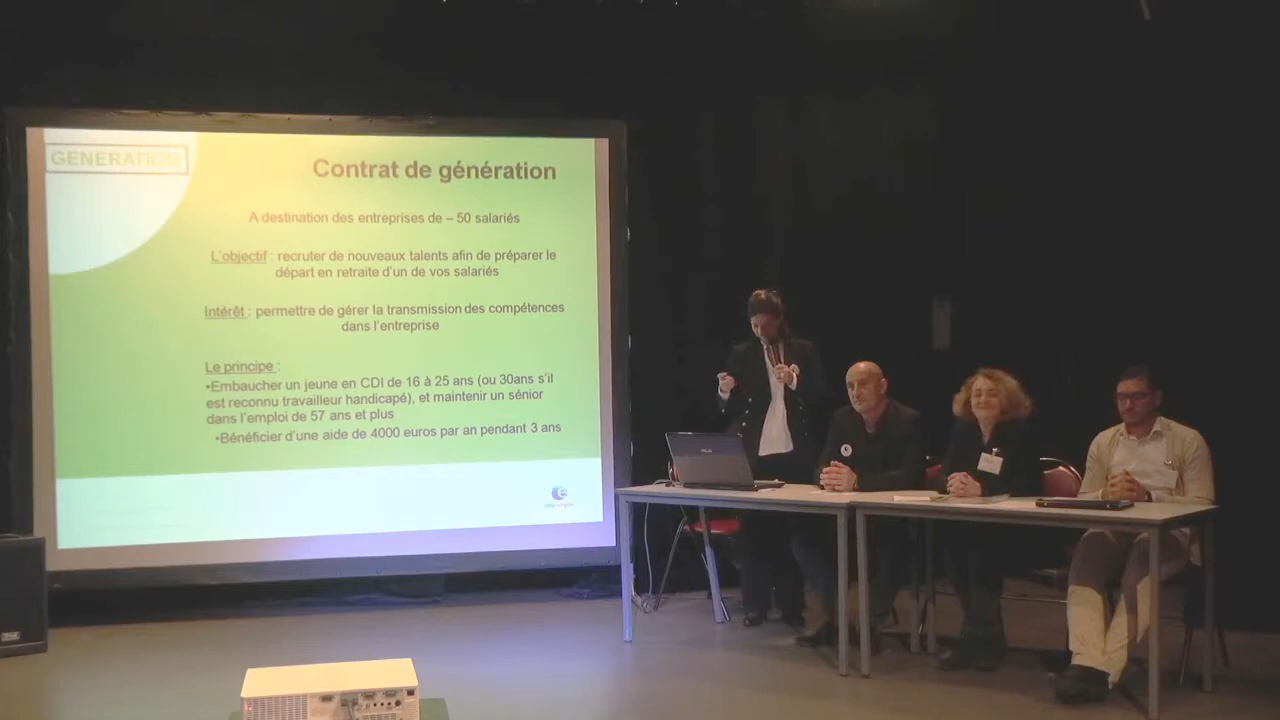 GENERATION
Contrat de génération
A destination des entreprises de – 50 salariés
L'objectif : recruter de nouveaux talents afin de préparer le
départ en retraite d'un de vos salariés
Intérêt : permettre de gérer la transmission des compétences
dans l'entreprise
Le principe :
•Embaucher un jeune en CDI de 16 à 25 ans (ou 30ans s'il
est reconnu travailleur handicapé), et maintenir un sénior
dans l'emploi de 57 ans et plus
•Bénéficier d'une aide de 4000 euros par an pendant 3 ans